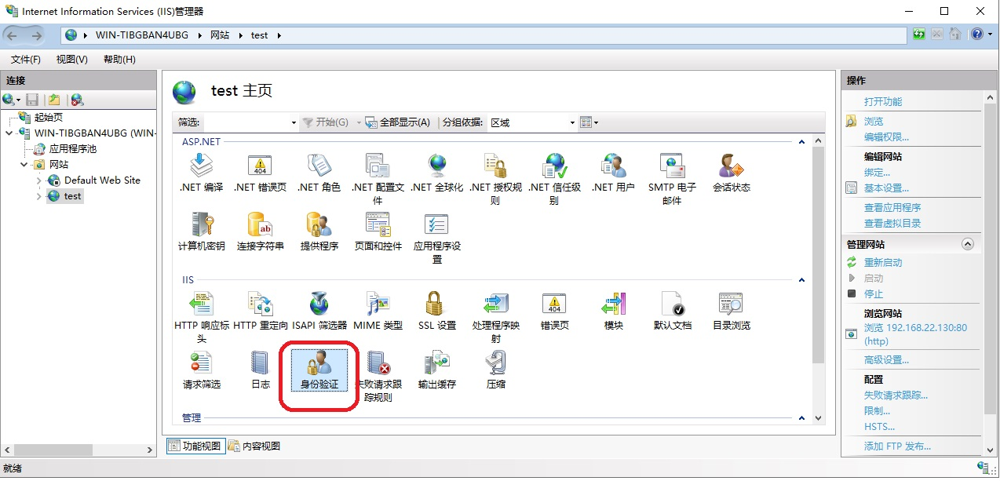 Internet Information Services (IIS)管理器
WIN-TIBGBAN4UBG
网站
test
文件(F)
视图(V)
帮助(H)
连接
起始页
WIN-TIBGBAN4UBG (WIN-
应用程序池
网站
Default Web Site
test
test 主页
筛选:
开始(G)
全部显示(A)
分组依据:
区域
ASP.NET
.NET 编译
.NET 错误页
404
.NET 角色
.NET 配置文
件
.NET 全球化
.NET 授权规
则
.NET 信任级
别
.NET 用户
SMTP 电子
邮件
会话状态
计算机密钥
ab
连接字符串
提供程序
页面和控件
应用程序设
置
IIS
HTTP 响应标
头
HTTP 重定向
ISAPI 筛选器
MIME 类型
SSL 设置
处理程序映
射
404
错误页
模块
默认文档
目录浏览
请求筛选
日志
身份验证
失败请求跟
踪规则
输出缓存
压缩
管理
功能视图
内容视图
操作
打开功能
浏览
编辑权限...
编辑网站
绑定...
基本设置...
查看应用程序
查看虚拟目录
管理网站
重新启动
启动
停止
浏览网站
浏览 192.168.22.130:80
(http)
高级设置...
配置
失败请求跟踪...
限制...
HSTS...
添加 FTP 发布...
就绪